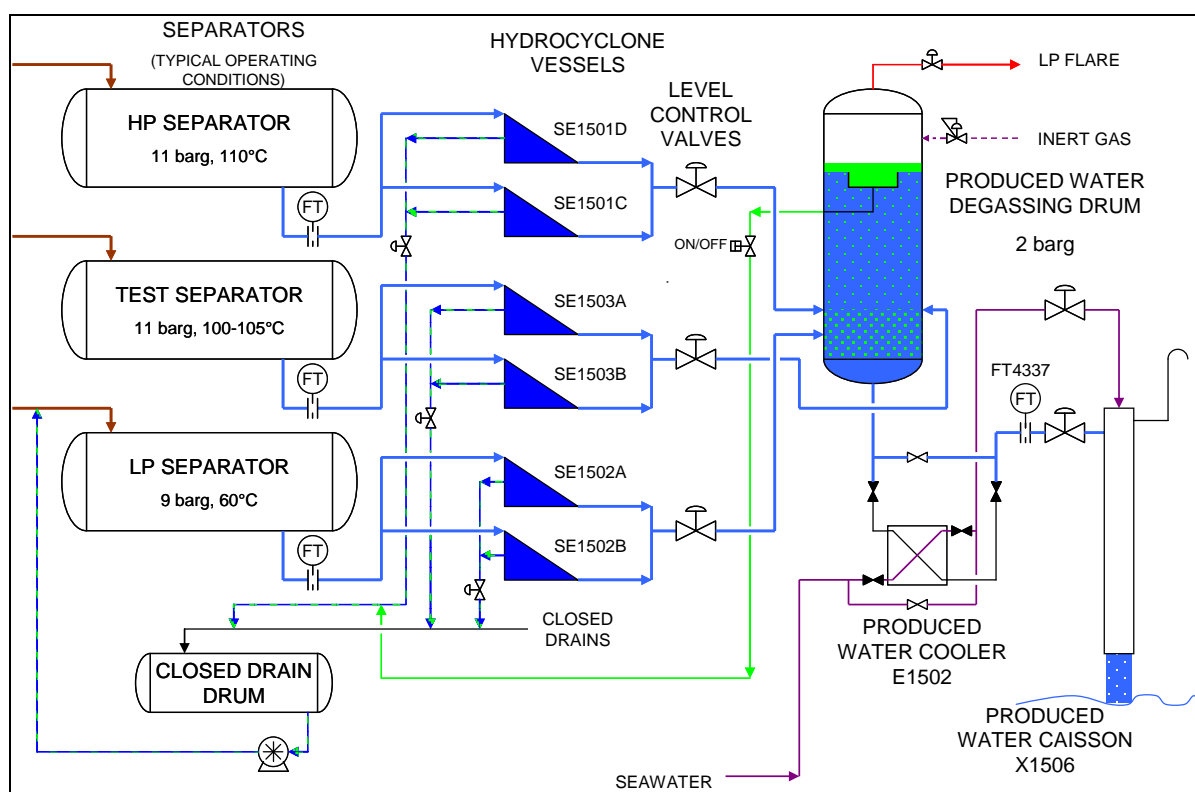 SEPARATORS
(TYPICAL OPERATING
CONDITIONS)
HYDROCYCLONE
VESSELS
LEVEL
CONTROL
VALVES
LP FLARE
INERT GAS
PRODUCED WATER
DEGASSING DRUM
2 barg
HP SEPARATOR
11 barg, 110°C
FT
SE1501D
SE1501C
ON/OFF
TEST SEPARATOR
11 barg, 100-105°C
FT
SE1503A
SE1503B
FT4337
FT
LP SEPARATOR
9 barg, 60°C
FT
SE1502A
SE1502B
CLOSED
DRAINS
CLOSED DRAIN
DRUM
PRODUCED
WATER COOLER
E1502
PRODUCED
WATER CAISSON
X1506
SEAWATER